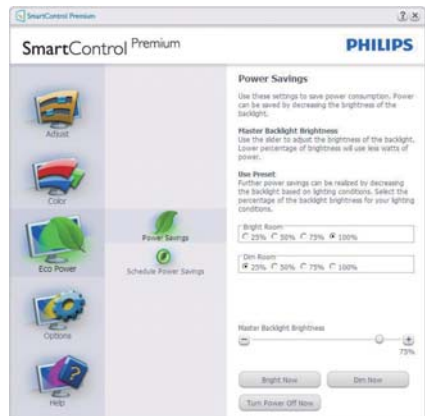 SmartControl Premium
SmartControl Premium
PHILIPS
Adjust
Color
Eco Power
Options
Help
Power Savings
Schedule Power Savings
Power Savings
Use these settings to save power consumption. Power
can be saved by decreasing the brightness of the
backlight.
Master Backlight Brightness
Use the slider to adjust the brightness of the backlight.
Lower percentage of brightness will use less watts of
power.
Use Preset
Further power savings can be realized by decreasing
the backlight based on lighting conditions. Select the
percentage of the backlight brightness for your lighting
conditions.
Bright Room
25% 50% 75% 100%
Dim Room
25% 50% 75% 100%
Master Backlight Brightness
75%
Bright Now
Dim Now
Turn Power Off Now